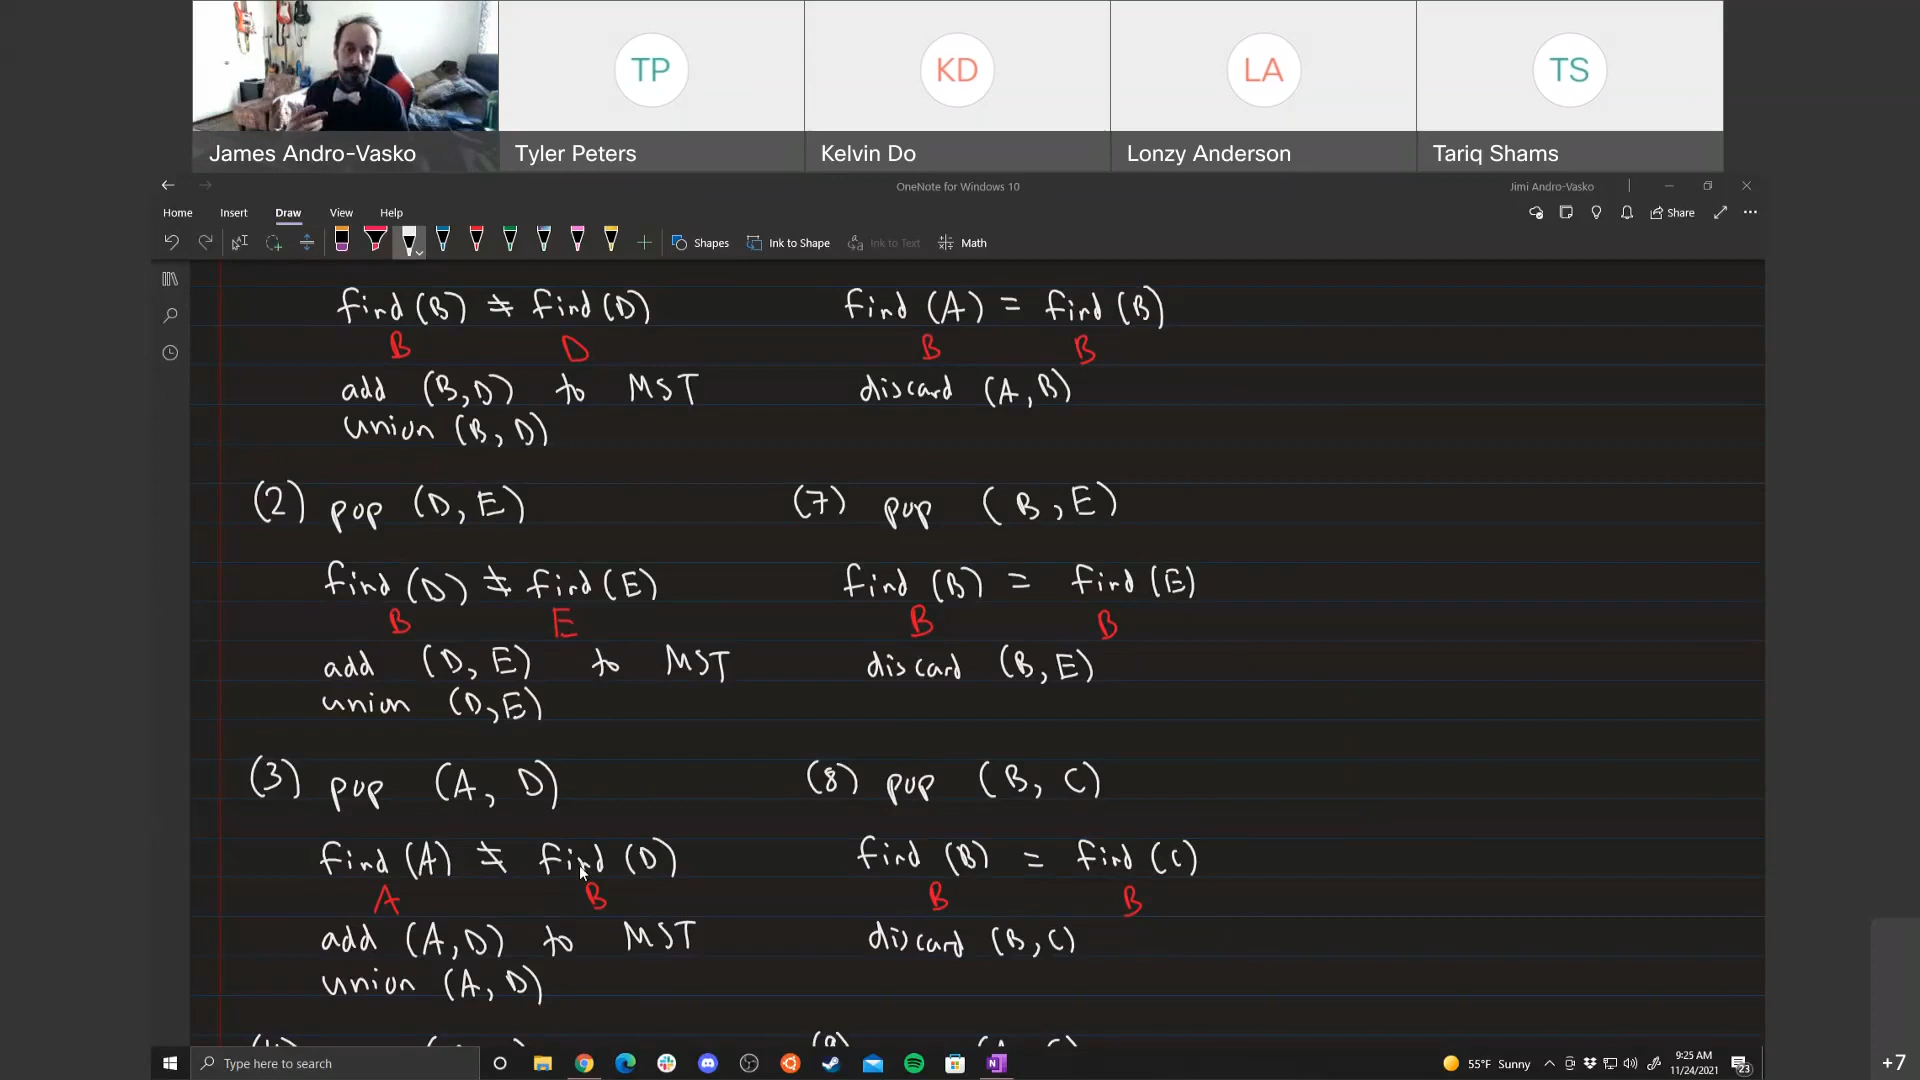 TP
KD
LA
TS
James Andro-Vasko
Tyler Peters
Kelvin Do
Lonzy Anderson
Tariq Shams
OneNote for Windows 10
Jimi Andro-Vasko
Home Insert Draw View Help
Share
Shapes Ink to Shape Ink to Text Math
find (B) ≠ find (D)
B D
add (B,D) to MST
union (B,D)
(2) pop (D,E)
find (D) ≠ find (E)
B E
add (D,E) to MST
union (D,E)
(3) pop (A,D)
find (A) ≠ find (D)
A B
add (A,D) to MST
union (A,D)
find (A) = find (B)
B B
discard (A,B)
(7) pop (B,E)
find (B) = find (E)
B B
discard (B,E)
(8) pop (B,C)
find (B) = find (C)
B B
discard (B,C)
Type here to search
55°F Sunny
9:25 AM
11/24/2021
23
+7